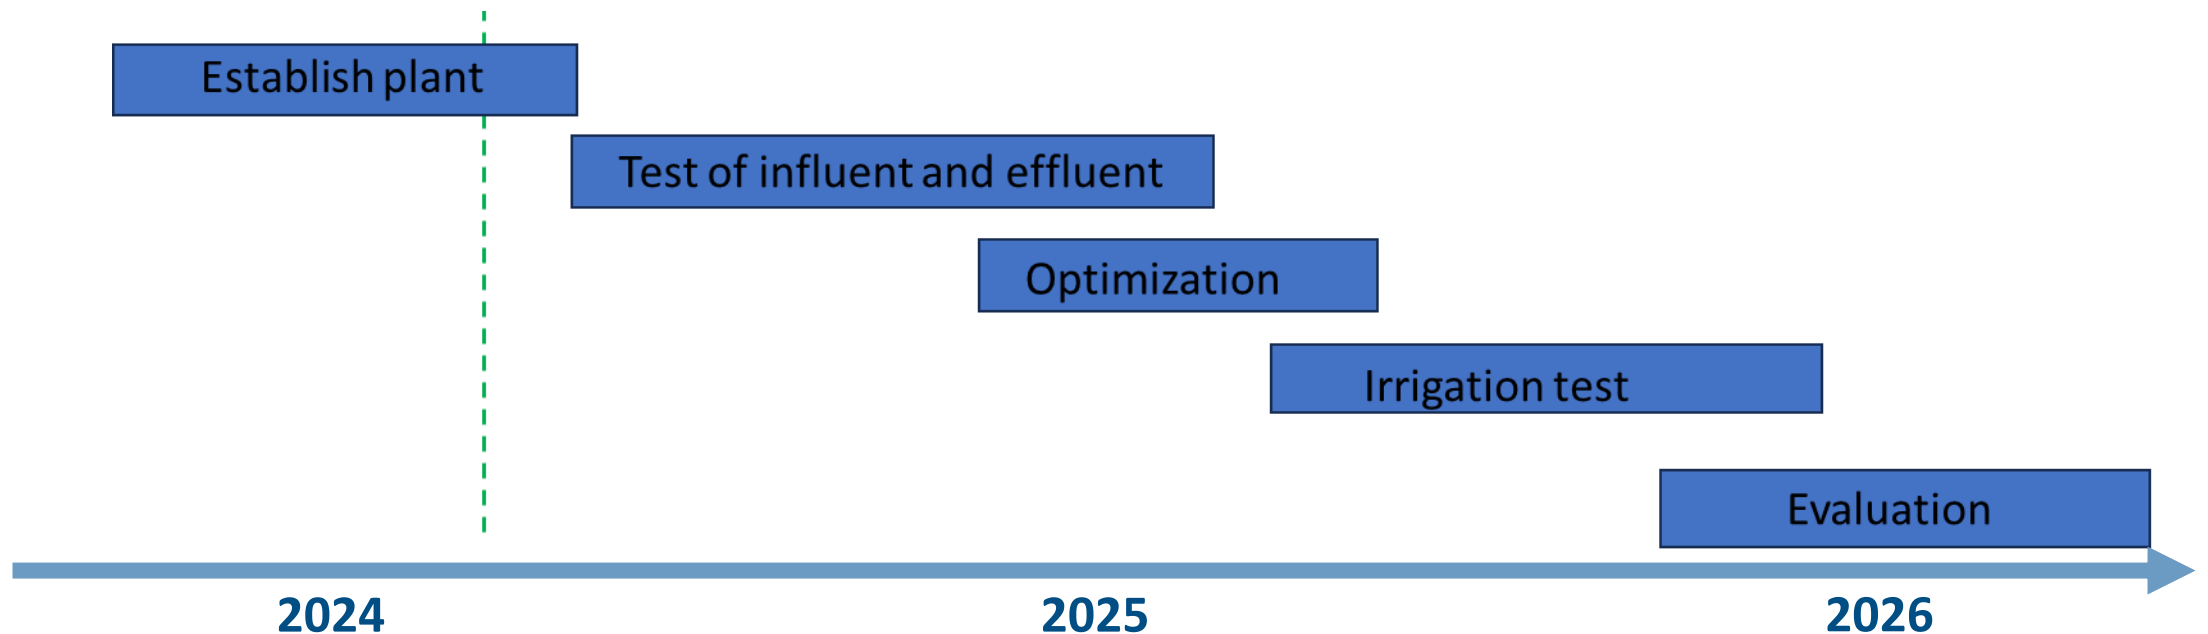 Establish plant
Test of influent and effluent
Optimization
Irrigation test
Evaluation
2024
2025
2026